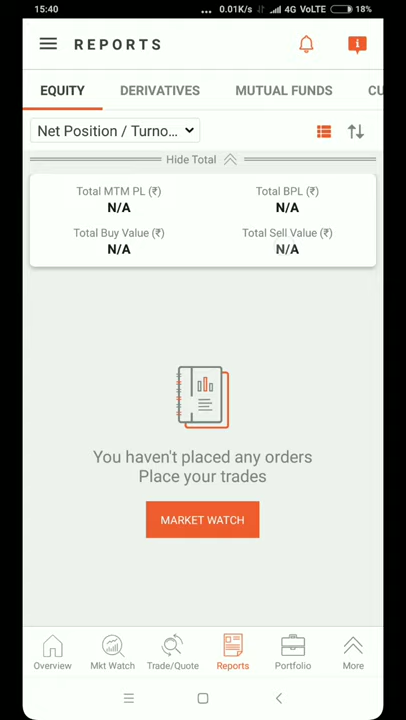 15:40
... 0.01K/s 4G VoLTE 18%
REPORTS
EQUITY DERIVATIVES MUTUAL FUNDS CU
Net Position / Turno...
Hide Total
Total MTM PL (₹) Total BPL (₹)
N/A N/A
Total Buy Value (₹) Total Sell Value (₹)
N/A N/A
You haven't placed any orders
Place your trades
MARKET WATCH
Overview Mkt Watch Trade/Quote Reports Portfolio More